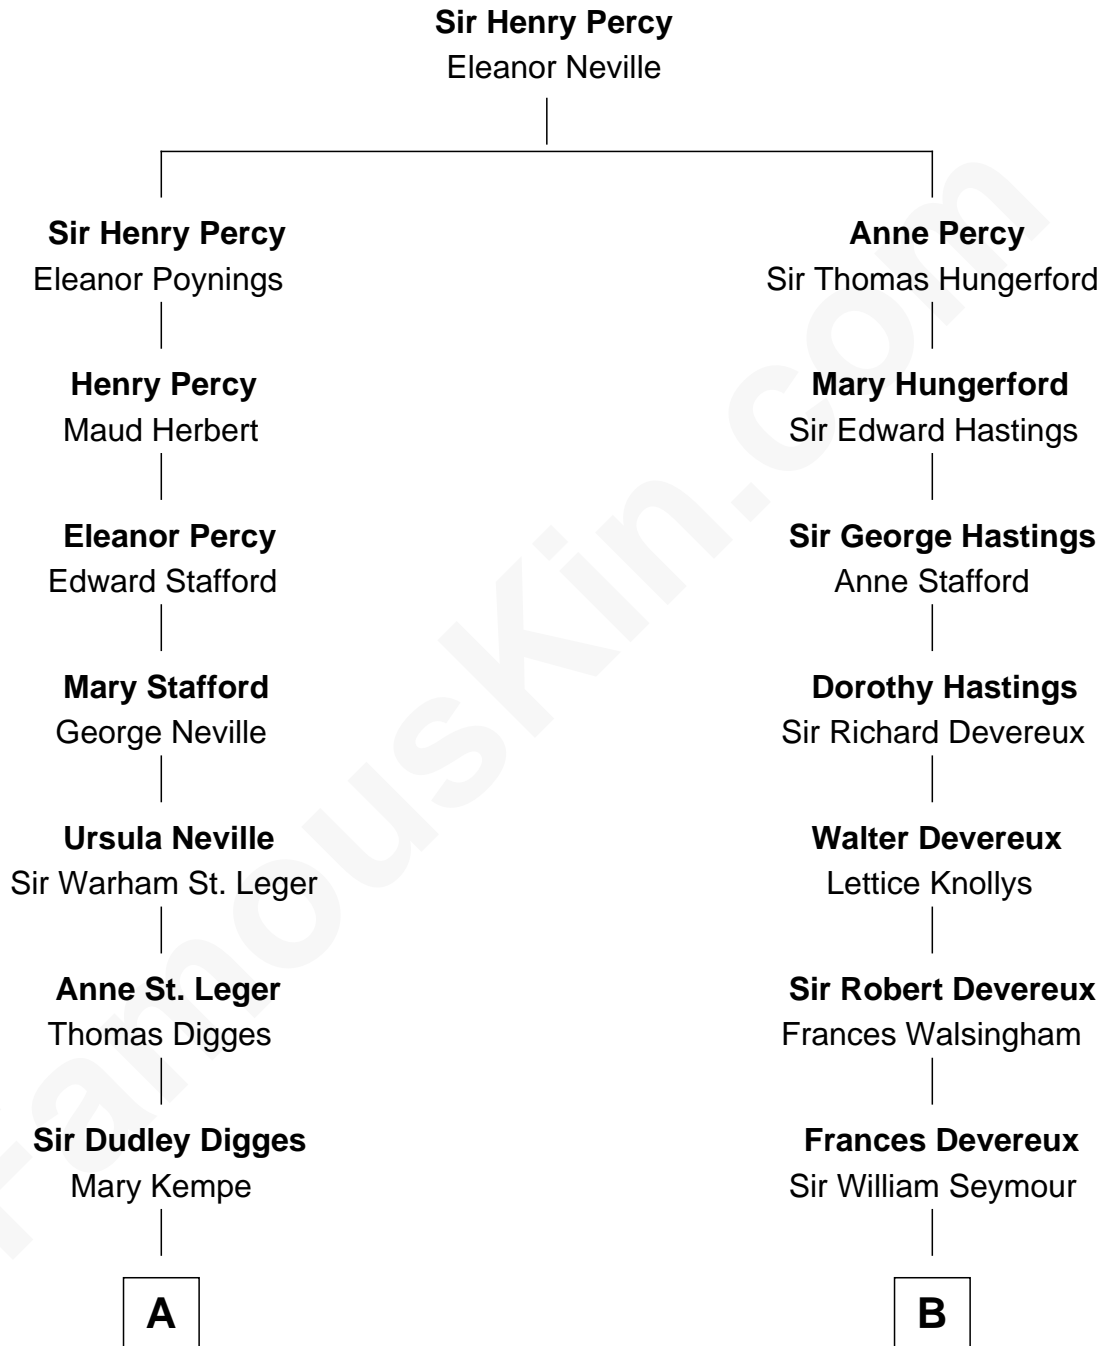 Sir Henry Percy
Eleanor Neville
Sir Henry Percy
Eleanor Poynings
Anne Percy
Sir Thomas Hungerford
Henry Percy
Maud Herbert
Mary Hungerford
Sir Edward Hastings
Eleanor Percy
Edward Stafford
Sir George Hastings
Anne Stafford
Mary Stafford
George Neville
Dorothy Hastings
Sir Richard Devereux
Ursula Neville
Sir Warham St. Leger
Walter Devereux
Lettice Knollys
Anne St. Leger
Thomas Digges
Sir Robert Devereux
Frances Walsingham
Sir Dudley Digges
Mary Kempe
Frances Devereux
Sir William Seymour
A
B
FamousKin.com